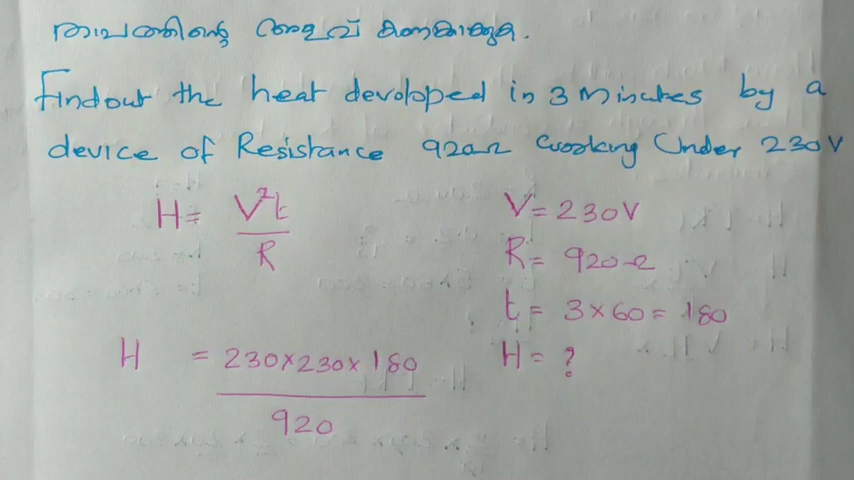 താപത്തിന്റെ അളവ് കണക്കാക്കുക.
Findout the heat developed in 3 Minutes by a
device of Resistance 920Ω working Under 230V
H = V²t / R
V = 230V
R = 920Ω
t = 3 × 60 = 180
H = ?
H = 230×230×180 / 920